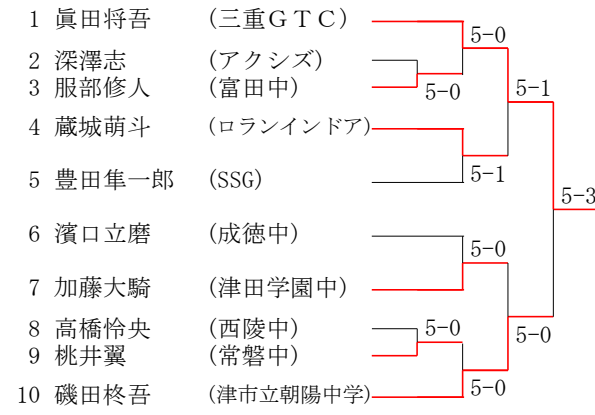 1 眞田将吾 (三重ＧＴＣ)
5-0
2 深澤志 (アクシズ)
3 服部修人 (富田中)
5-0
5-1
4 蔵城萌斗 (ロランインドア)
5 豊田隼一郎 (SSG)
5-1
5-3
6 濱口立磨 (成徳中)
5-0
7 加藤大騎 (津田学園中)
8 高橋怜央 (西陵中)
5-0
5-0
9 桃井翼 (常磐中)
10 磯田柊吾 (津市立朝陽中学)
5-0